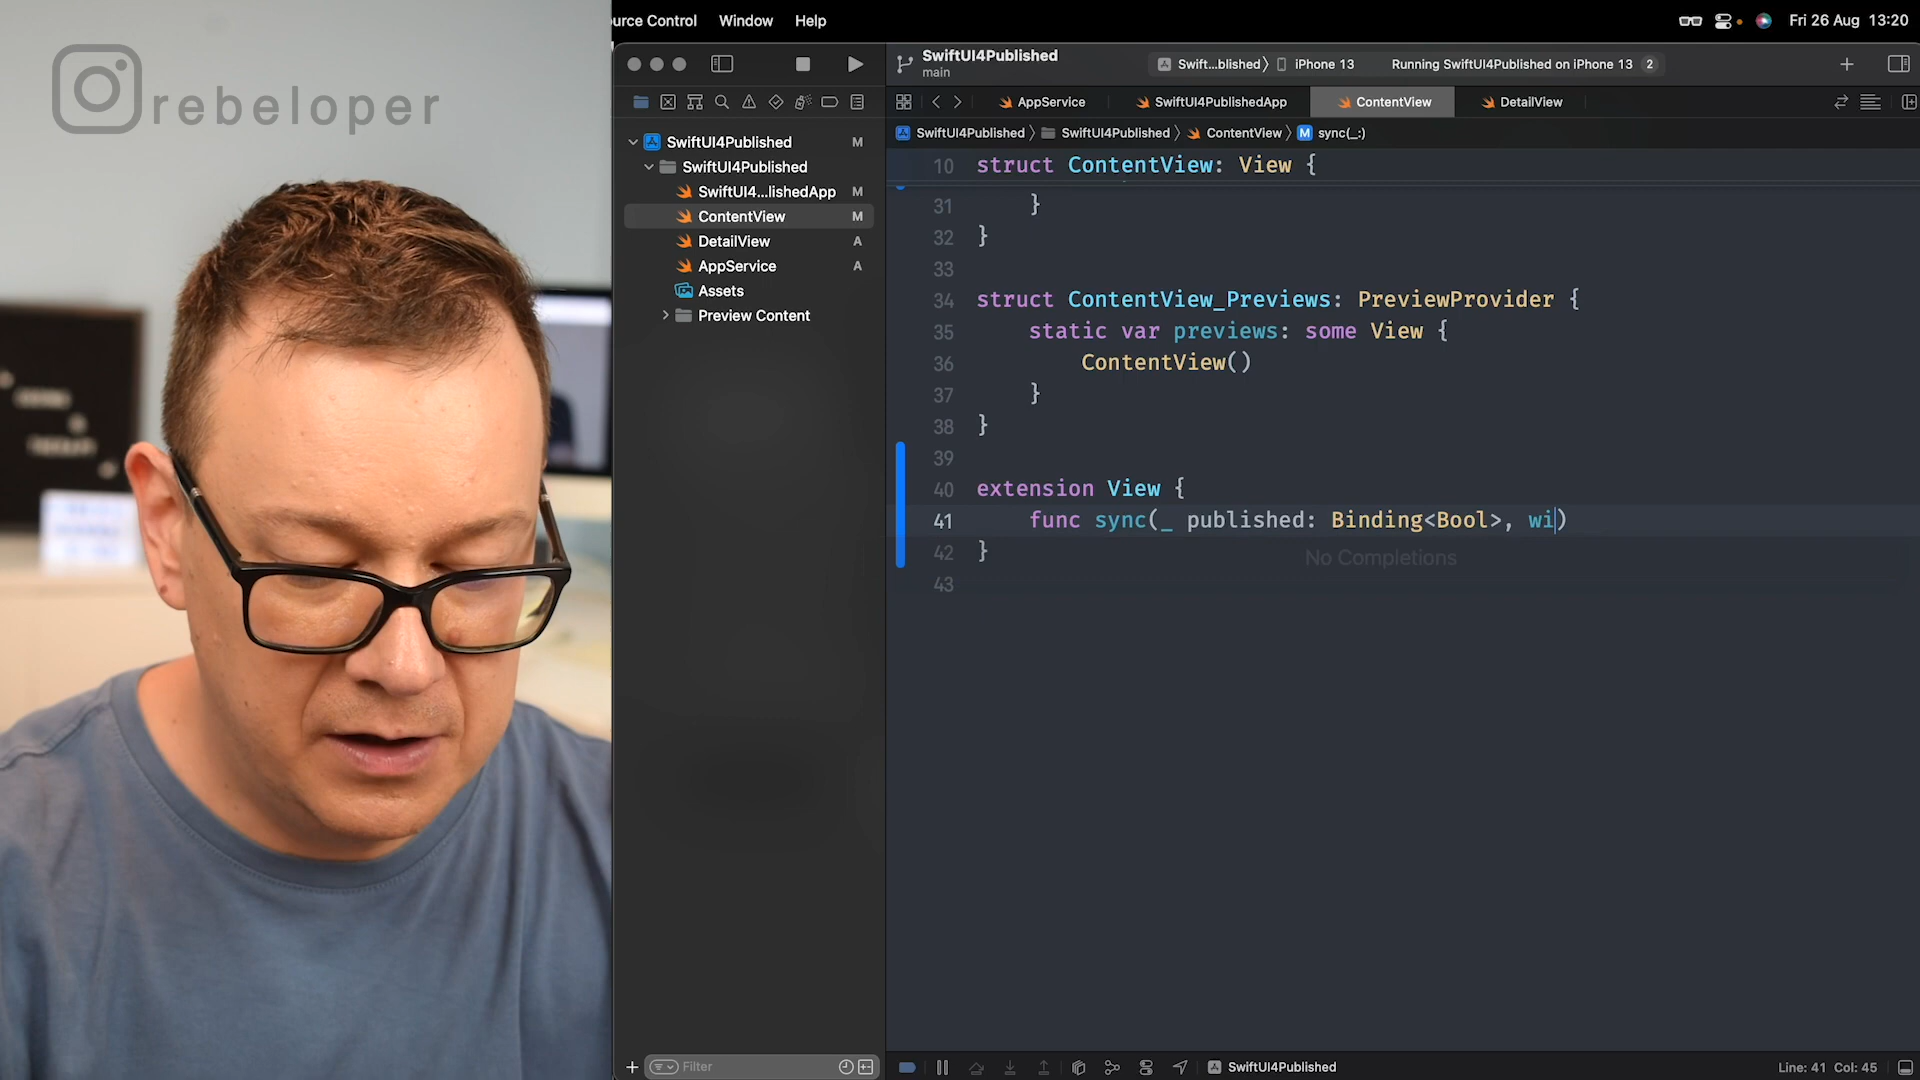 urce Control Window Help
Fri 26 Aug 13:20
@rebeloper
SwiftUI4Published
main
Swift...blished⟩ iPhone 13 Running SwiftUI4Published on iPhone 13 2
AppService SwiftUI4PublishedApp ContentView DetailView
SwiftUI4Published ⟩ SwiftUI4Published ⟩ ContentView ⟩ M sync(_:)
SwiftUI4Published M
SwiftUI4Published
SwiftUI4...lishedApp M
ContentView M
DetailView A
AppService A
Assets
Preview Content
10 struct ContentView: View {
31 }
32 }
33
34 struct ContentView_Previews: PreviewProvider {
35 static var previews: some View {
36 ContentView()
37 }
38 }
39
40 extension View {
41 func sync(_ published: Binding<Bool>, wi)
42 }
No Completions
43
Filter
SwiftUI4Published
Line: 41 Col: 45